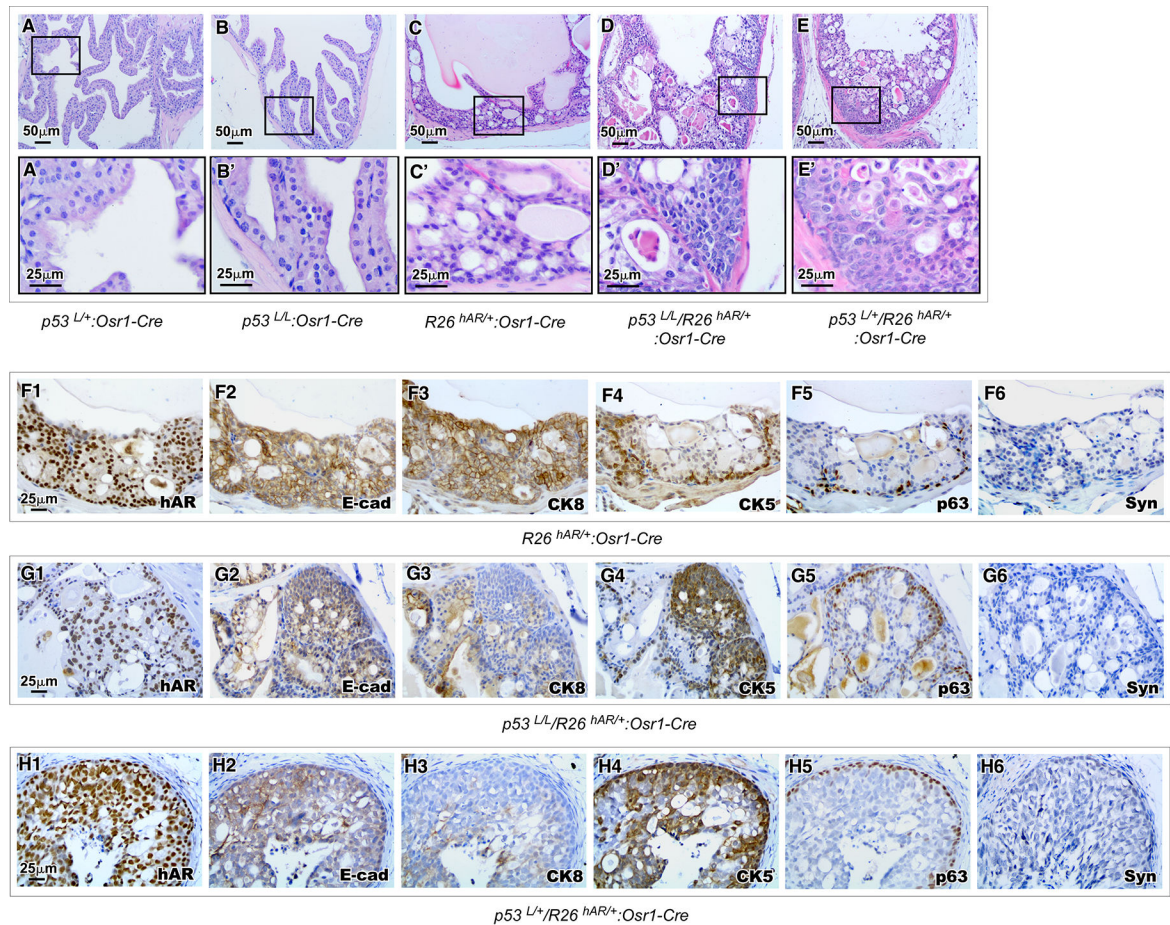 A B C D E
50μm 50μm 50μm 50μm 50μm
A' B' C' D' E'
25μm 25μm 25μm 25μm 25μm
p53 L/+:Osr1-Cre p53 L/L:Osr1-Cre R26 hAR/+:Osr1-Cre p53 L/L/R26 hAR/+ p53 L/+/R26 hAR/+
:Osr1-Cre :Osr1-Cre
F1 F2 F3 F4 F5 F6
25μm hAR E-cad CK8 CK5 p63 Syn
R26 hAR/+:Osr1-Cre
G1 G2 G3 G4 G5 G6
25μm hAR E-cad CK8 CK5 p63 Syn
p53 L/L/R26 hAR/+:Osr1-Cre
H1 H2 H3 H4 H5 H6
25μm hAR E-cad CK8 CK5 p63 Syn
p53 L/+/R26 hAR/+:Osr1-Cre